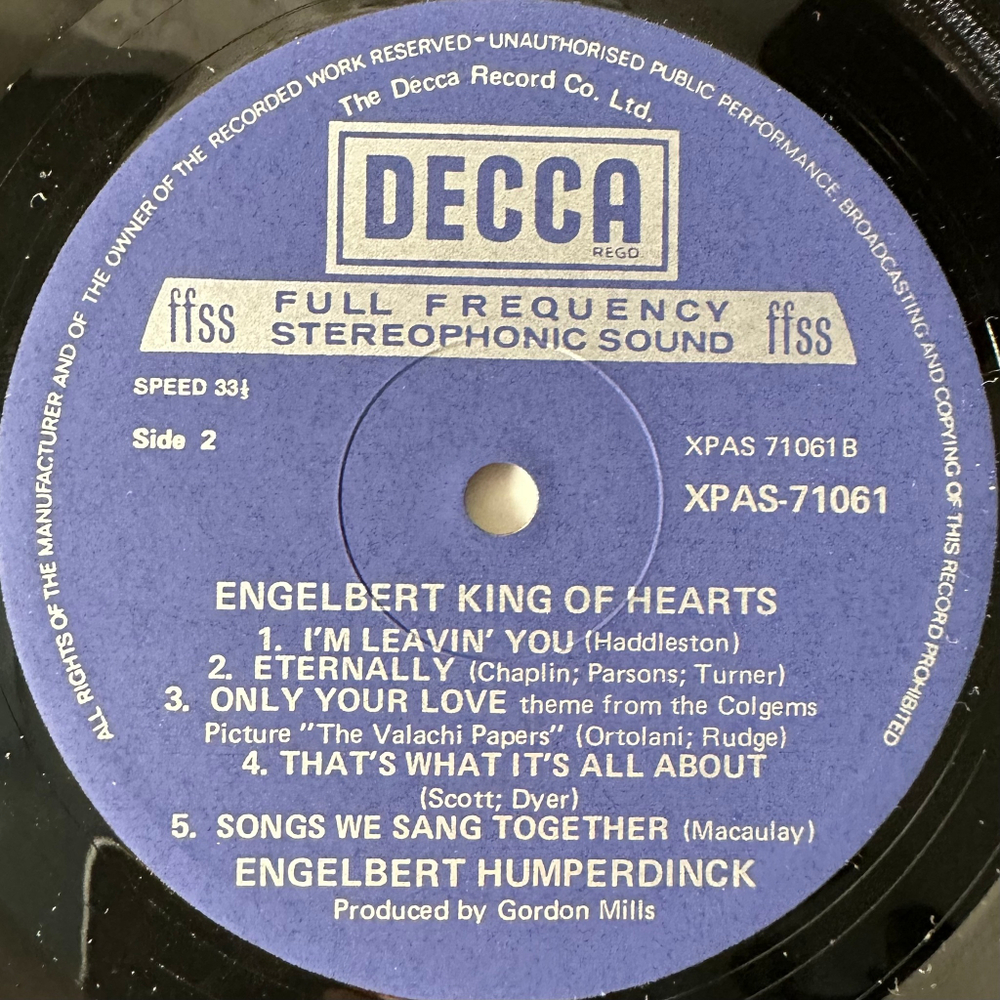 ALL RIGHTS OF THE MANUFACTURER AND OF THE OWNER OF THE RECORDED WORK RESERVED-UNAUTHORISED PUBLIC PERFORMANCE, BROADCASTING AND COPYING OF THIS RECORD PROHIBITED
The Decca Record Co. Ltd.
DECCA
REGD.
ffss FULL FREQUENCY STEREOPHONIC SOUND ffss
SPEED 33⅓
Side 2
XPAS 71061B
XPAS-71061
ENGELBERT KING OF HEARTS
1. I'M LEAVIN' YOU (Haddleston)
2. ETERNALLY (Chaplin; Parsons; Turner)
3. ONLY YOUR LOVE theme from the Colgems
Picture "The Valachi Papers" (Ortolani; Rudge)
4. THAT'S WHAT IT'S ALL ABOUT
(Scott; Dyer)
5. SONGS WE SANG TOGETHER (Macaulay)
ENGELBERT HUMPERDINCK
Produced by Gordon Mills